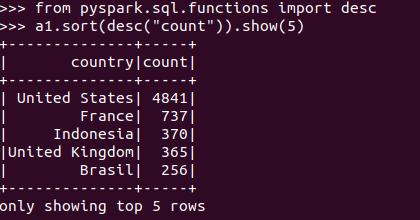 >>> from pyspark.sql.functions import desc
>>> a1.sort(desc("count")).show(5)
+--------------+-----+
|       country|count|
+--------------+-----+
| United States| 4841|
|        France|  737|
|     Indonesia|  370|
|United Kingdom|  365|
|        Brasil|  256|
+--------------+-----+
only showing top 5 rows